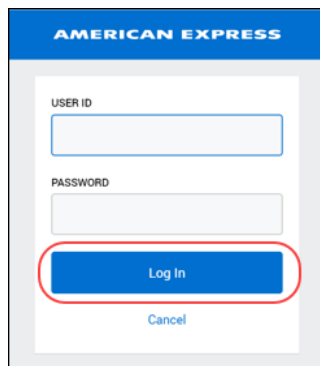 AMERICAN EXPRESS
USER ID
PASSWORD
Log In
Cancel